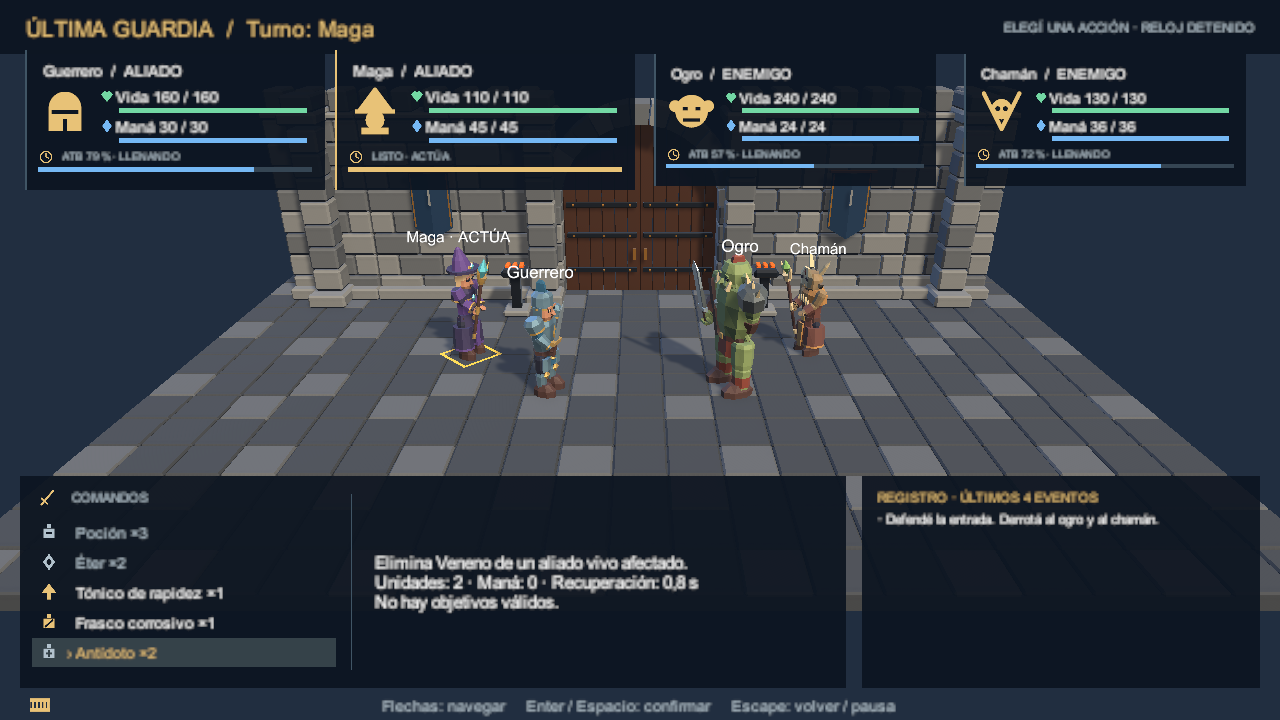 ÚLTIMA GUARDIA / Turno: Maga
ELEGÍ UNA ACCIÓN - RELOJ DETENIDO
Guerrero / ALIADO
Vida 160 / 160
Maná 30 / 30
ATB 79 % · LLENANDO
Maga / ALIADO
Vida 110 / 110
Maná 45 / 45
LISTO · ACTÚA
Ogro / ENEMIGO
Vida 240 / 240
Maná 24 / 24
ATB 57 % · LLENANDO
Chamán / ENEMIGO
Vida 130 / 130
Maná 36 / 36
ATB 72 % · LLENANDO
Maga · ACTÚA
Guerrero
Ogro
Chamán
COMANDOS
Poción ×3
Éter ×2
Tónico de rapidez ×1
Frasco corrosivo ×1
› Antídoto ×2
Elimina Veneno de un aliado vivo afectado.
Unidades: 2 · Maná: 0 · Recuperación: 0,8 s
No hay objetivos válidos.
REGISTRO - ÚLTIMOS 4 EVENTOS
· Defendé la entrada. Derrotá al ogro y al chamán.
Flechas: navegar Enter / Espacio: confirmar Escape: volver / pausa